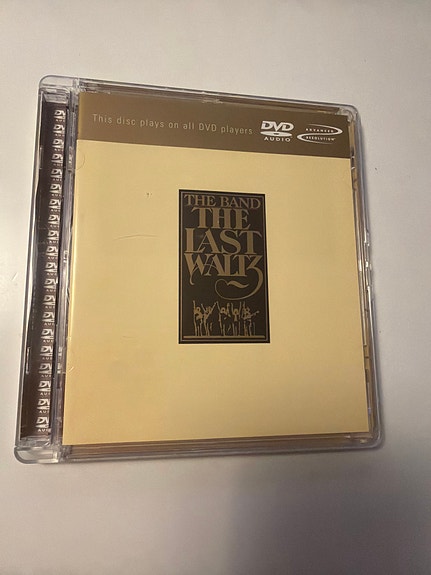 This disc plays on all DVD players
DVD
AUDIO
ADVANCED
RESOLUTION
THE BAND
THE
LAST
WALTZ